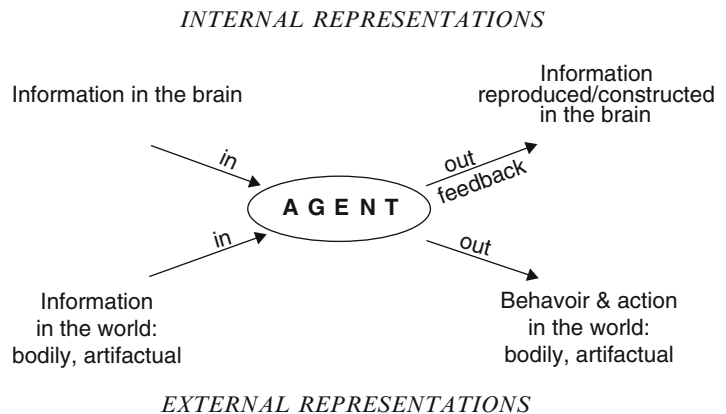 INTERNAL REPRESENTATIONS
Information in the brain
Information
reproduced/constructed
in the brain
in
out
feedback
AGENT
in
out
Information
in the world:
bodily, artifactual
Behavoir & action
in the world:
bodily, artifactual
EXTERNAL REPRESENTATIONS